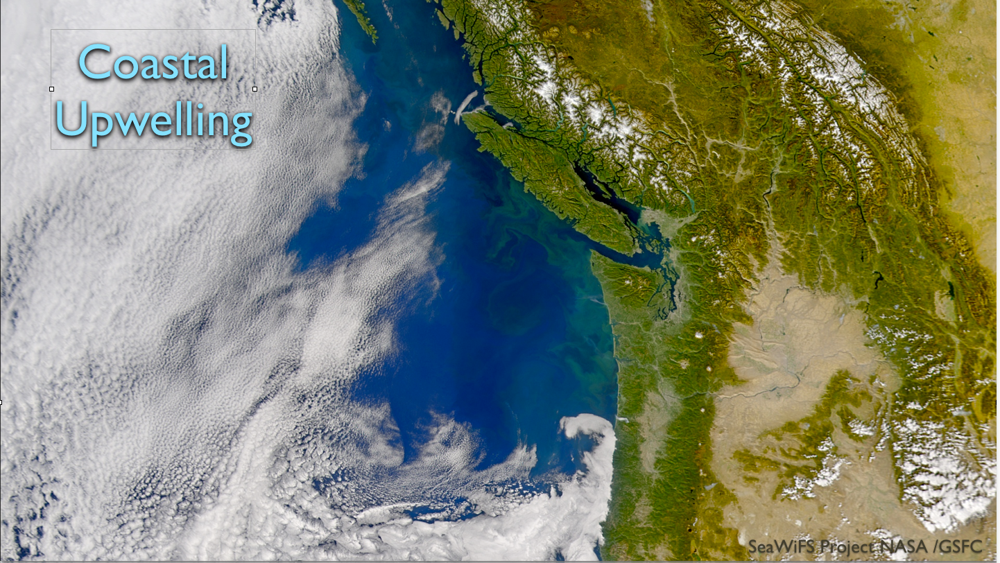 Coastal
Upwelling
SeaWiFS Project NASA /GSFC